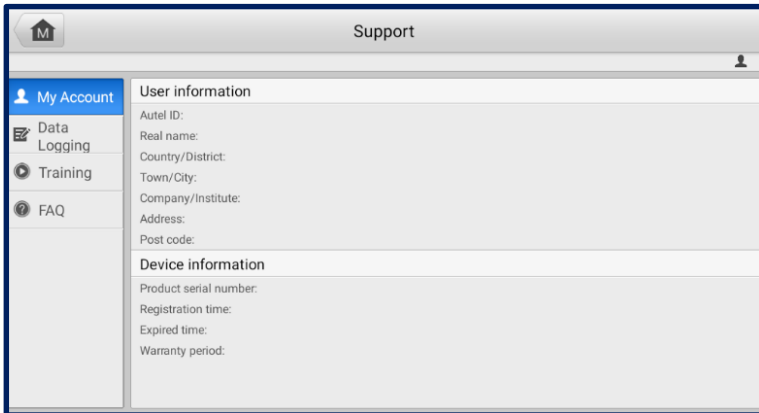 M
Support
My Account
Data
Logging
Training
FAQ
User information
Autel ID:
Real name:
Country/District:
Town/City:
Company/Institute:
Address:
Post code:
Device information
Product serial number:
Registration time:
Expired time:
Warranty period: